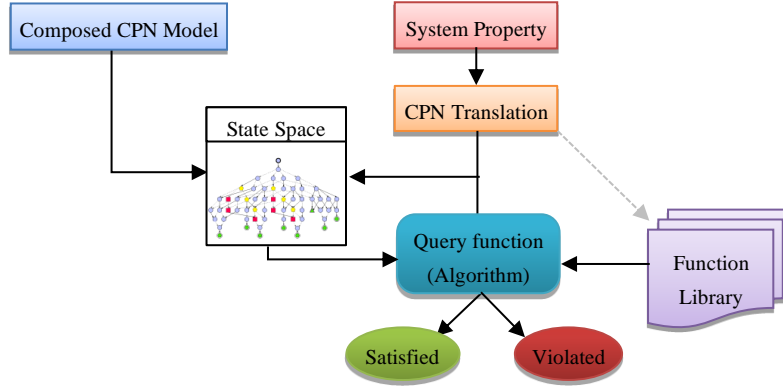 Composed CPN Model
System Property
CPN Translation
State Space
Query function
(Algorithm)
Function
Library
Satisfied
Violated